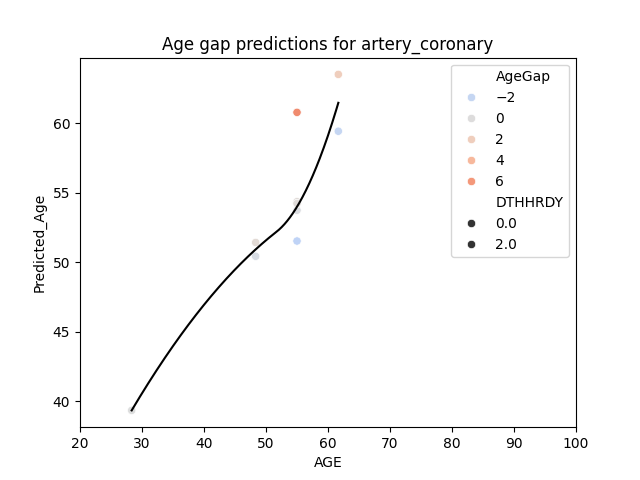 Age gap predictions for artery_coronary
AgeGap
−2
0
2
4
6
DTHHRDY
0.0
2.0
Predicted_Age
60
55
50
45
40
20 30 40 50 60 70 80 90 100
AGE